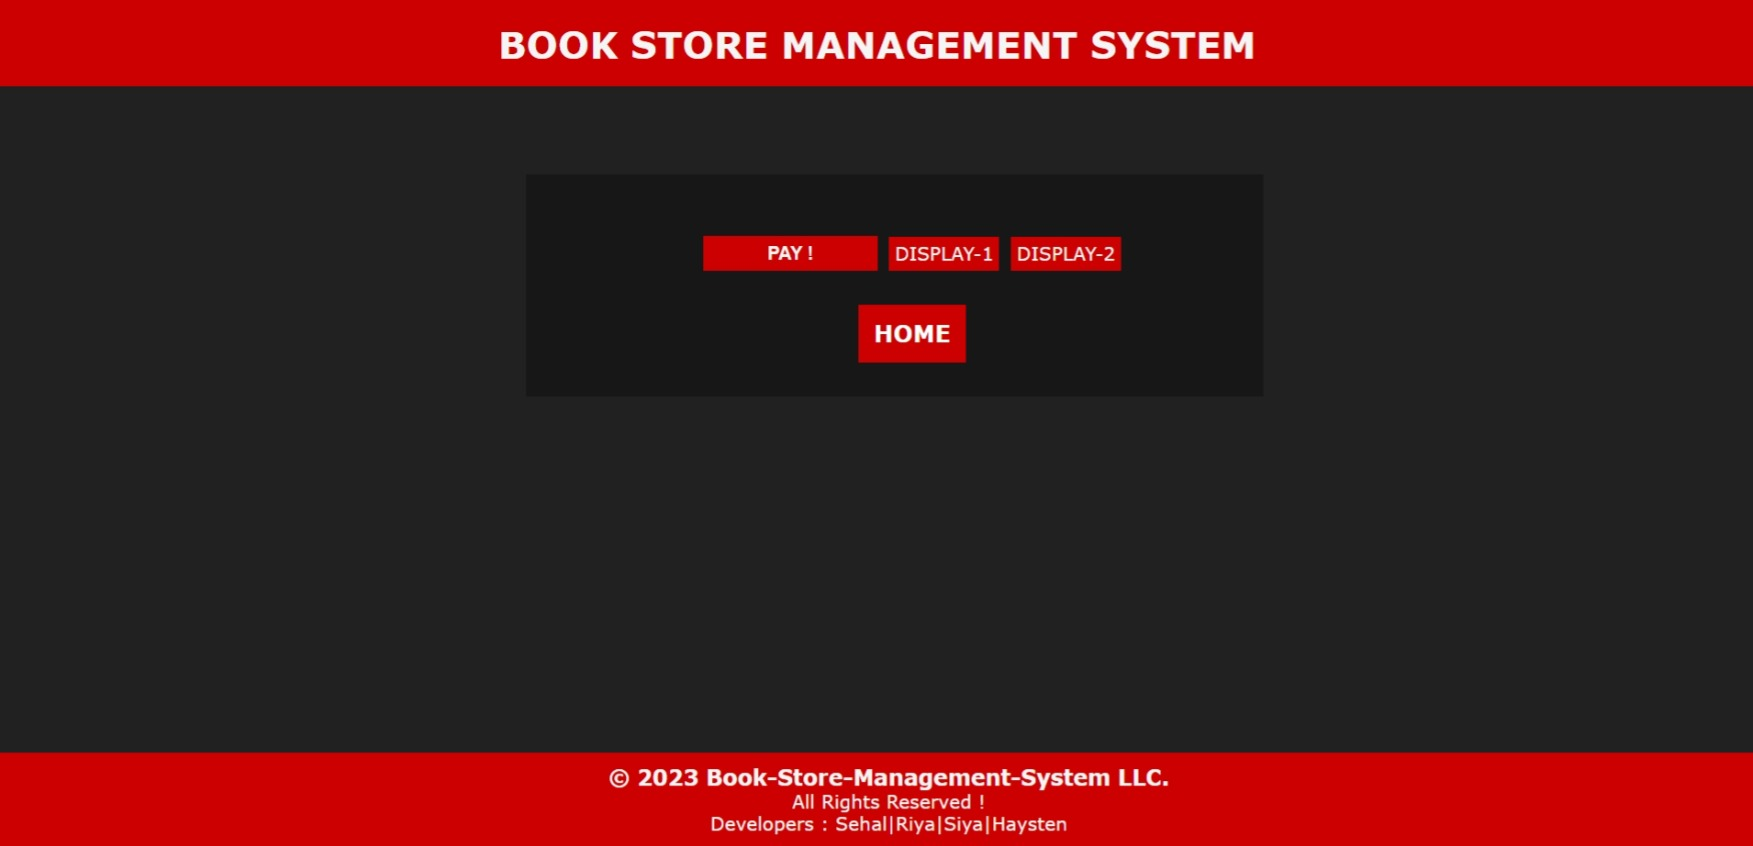 BOOK STORE MANAGEMENT SYSTEM
PAY ! DISPLAY-1 DISPLAY-2
HOME
© 2023 Book-Store-Management-System LLC.
All Rights Reserved !
Developers : Sehal|Riya|Siya|Haysten